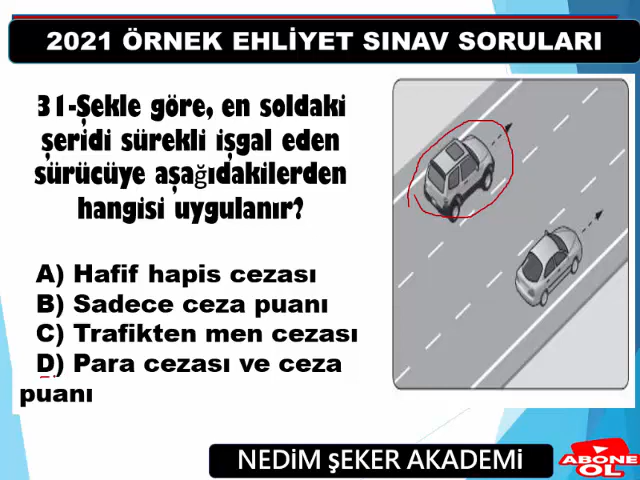 2021 ÖRNEK EHLİYET SINAV SORULARI
31-Şekle göre, en soldaki
şeridi sürekli işgal eden
sürücüye aşağıdakilerden
hangisi uygulanır?
A) Hafif hapis cezası
B) Sadece ceza puanı
C) Trafikten men cezası
D) Para cezası ve ceza
puanı
NEDİM ŞEKER AKADEMİ
ABONE
OL